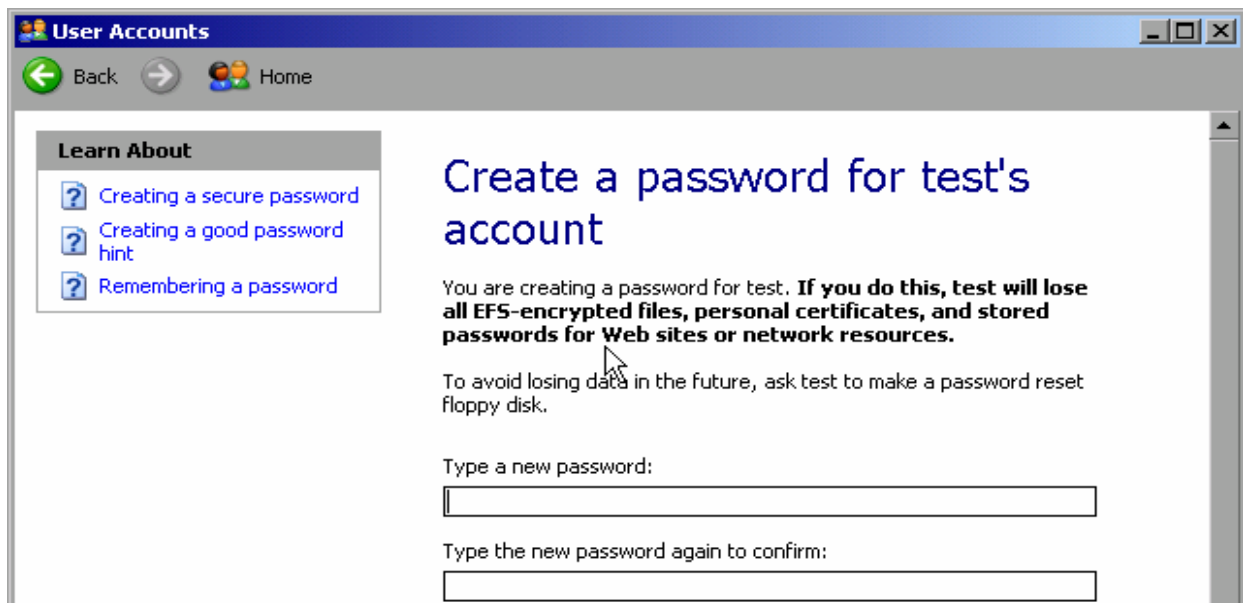 User Accounts
Back Home
Learn About
Creating a secure password
Creating a good password
hint
Remembering a password
Create a password for test's
account
You are creating a password for test. If you do this, test will lose
all EFS-encrypted files, personal certificates, and stored
passwords for Web sites or network resources.
To avoid losing data in the future, ask test to make a password reset
floppy disk.
Type a new password:
Type the new password again to confirm: